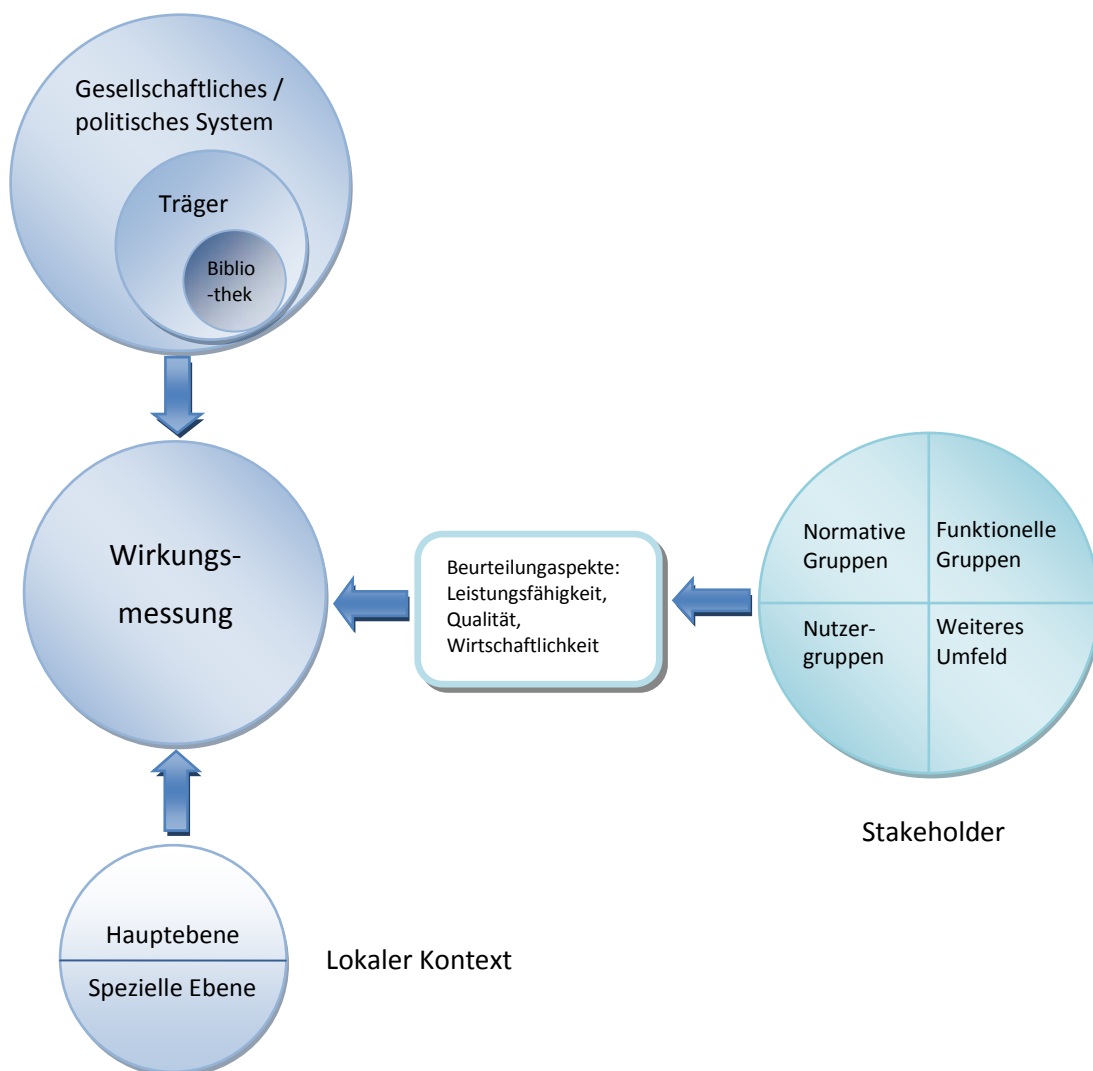 Gesellschaftliches /
politisches System
Träger
Biblio
-thek
Wirkungs-
messung
Beurteilungaspekte:
Leistungsfähigkeit,
Qualität,
Wirtschaftlichkeit
Normative
Gruppen
Funktionelle
Gruppen
Nutzer-
gruppen
Weiteres
Umfeld
Stakeholder
Hauptebene
Spezielle Ebene
Lokaler Kontext